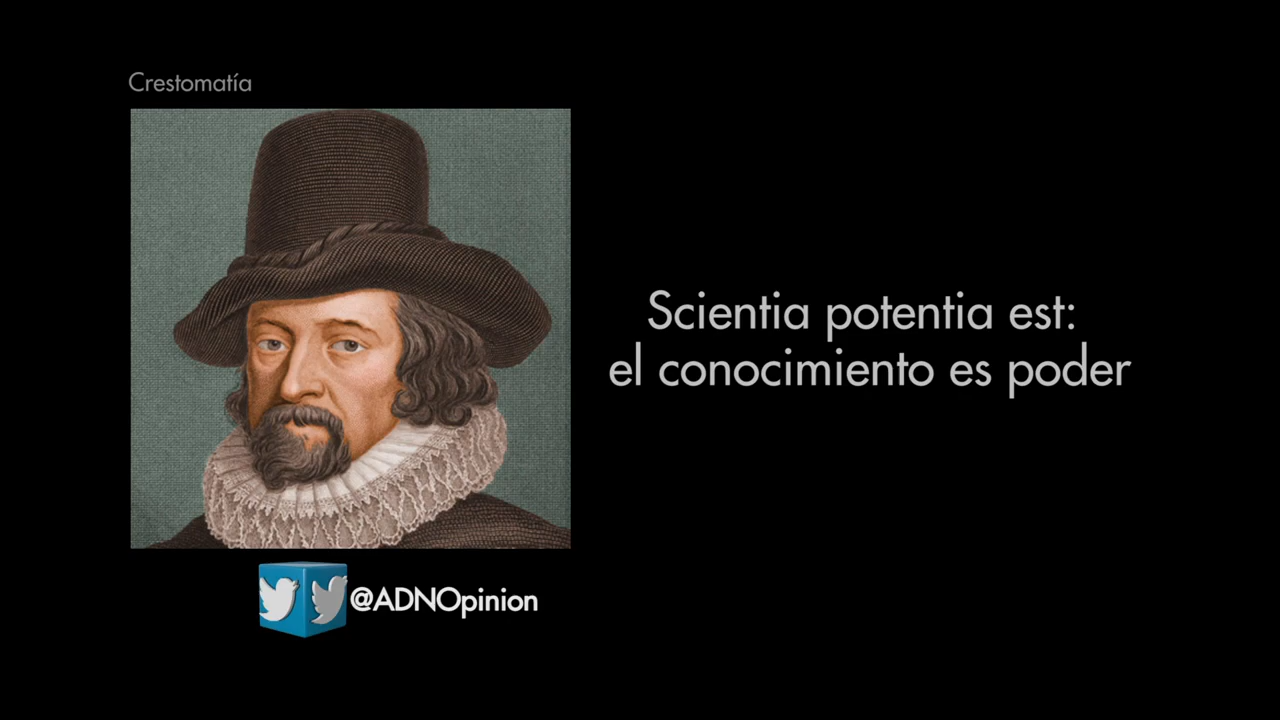 Crestomatía
Scientia potentia est:
el conocimiento es poder
@ADNOpinion